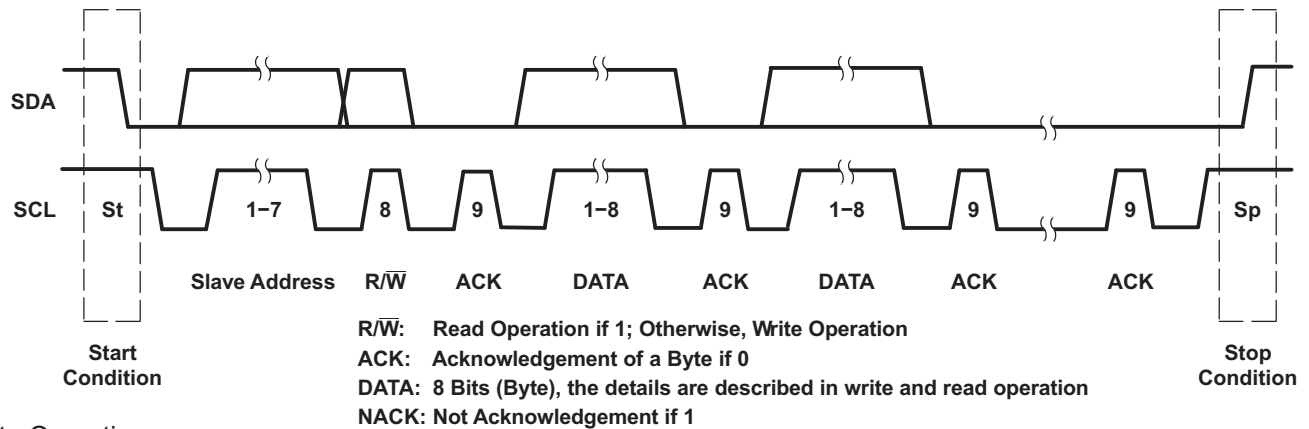 SDA
SCL St 1–7 8 9 1–8 9 1–8 9 9 Sp
Slave Address R/W̅ ACK DATA ACK DATA ACK ACK
Start Condition
Stop Condition
R/W̅: Read Operation if 1; Otherwise, Write Operation
ACK: Acknowledgement of a Byte if 0
DATA: 8 Bits (Byte), the details are described in write and read operation
NACK: Not Acknowledgement if 1